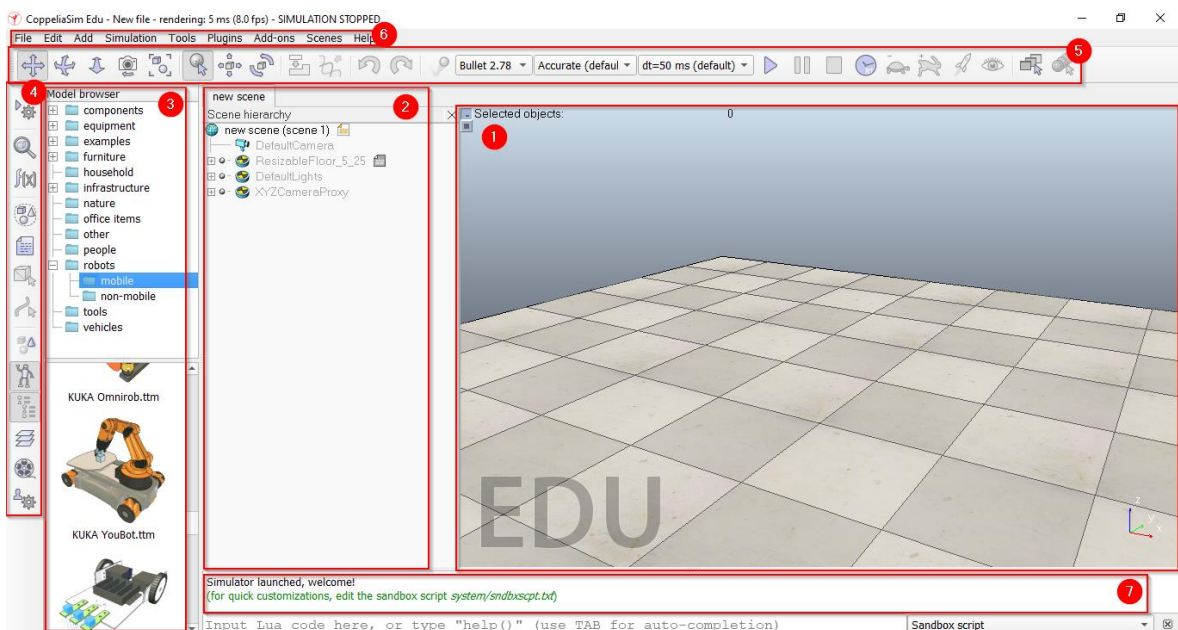 CoppeliaSim Edu - New file - rendering: 5 ms (8.0 fps) - SIMULATION STOPPED
File Edit Add Simulation Tools Plugins Add-ons Scenes Help
6
5
Bullet 2.78 Accurate (defaul dt=50 ms (default)
4
Model browser
3
components
equipment
examples
furniture
household
infrastructure
nature
office items
other
people
robots
mobile
non-mobile
tools
vehicles
KUKA Omnirob.ttm
KUKA YouBot.ttm
f(x)
new scene
2
Scene hierarchy
new scene (scene 1)
DefaultCamera
ResizableFloor_5_25
DefaultLights
XYZCameraProxy
Selected objects: 0
1
EDU
z
y
x
Simulator launched, welcome!
(for quick customizations, edit the sandbox script system/sndbxscpt.txt)
7
Input Lua code here, or type "help()" (use TAB for auto-completion)
Sandbox script